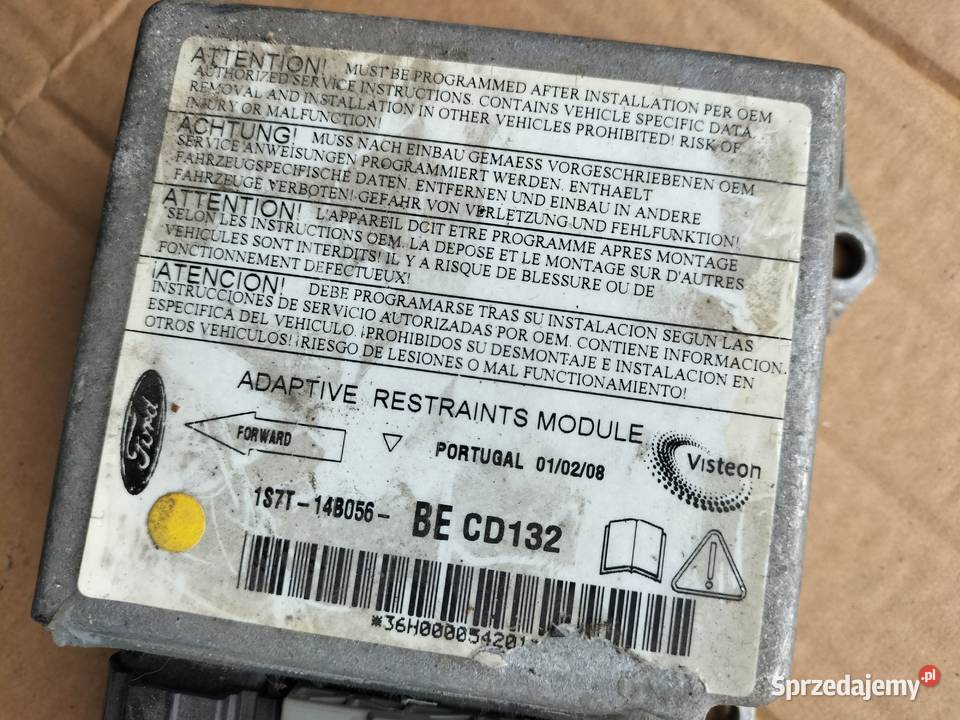 ATTENTION! MUST BE PROGRAMMED AFTER INSTALLATION PER OEM
AUTHORIZED SERVICE INSTRUCTIONS. CONTAINS VEHICLE SPECIFIC DATA.
REMOVAL AND INSTALLATION IN OTHER VEHICLES PROHIBITED! RISK OF
INJURY OR MALFUNCTION!
ACHTUNG! MUSS NACH EINBAU GEMAESS VORGESCHRIEBENEN OEM
SERVICE ANWEISUNGEN PROGRAMMIERT WERDEN. ENTHAELT
FAHRZEUGSPEZIFISCHE DATEN. ENTFERNEN UND EINBAU IN ANDERE
FAHRZEUGE VERBOTEN! GEFAHR VON VERLETZUNG UND FEHLFUNKTION!
ATTENTION! L'APPAREIL DOIT ETRE PROGRAMME APRES MONTAGE
SELON LES INSTRUCTIONS OEM. LA DEPOSE ET LE MONTAGE SUR D'AUTRES
VEHICULES SONT INTERDITS! IL Y A RISQUE DE BLESSURE OU DE
FONCTIONNEMENT DEFECTUEUX!
¡ATENCION! DEBE PROGRAMARSE TRAS SU INSTALACION SEGUN LAS
INSTRUCCIONES DE SERVICIO AUTORIZADAS POR OEM. CONTIENE INFORMACION
ESPECIFICA DEL VEHICULO. ¡PROHIBIDOS SU DESMONTAJE E INSTALACION EN
OTROS VEHICULOS! ¡RIESGO DE LESIONES O MAL FUNCTIONAMIENTO!
ADAPTIVE RESTRAINTS MODULE
Ford
FORWARD
PORTUGAL 01/02/08
Visteon
1S7T-14B056- BE CD132
*36H00005420
Sprzedajemy.pl